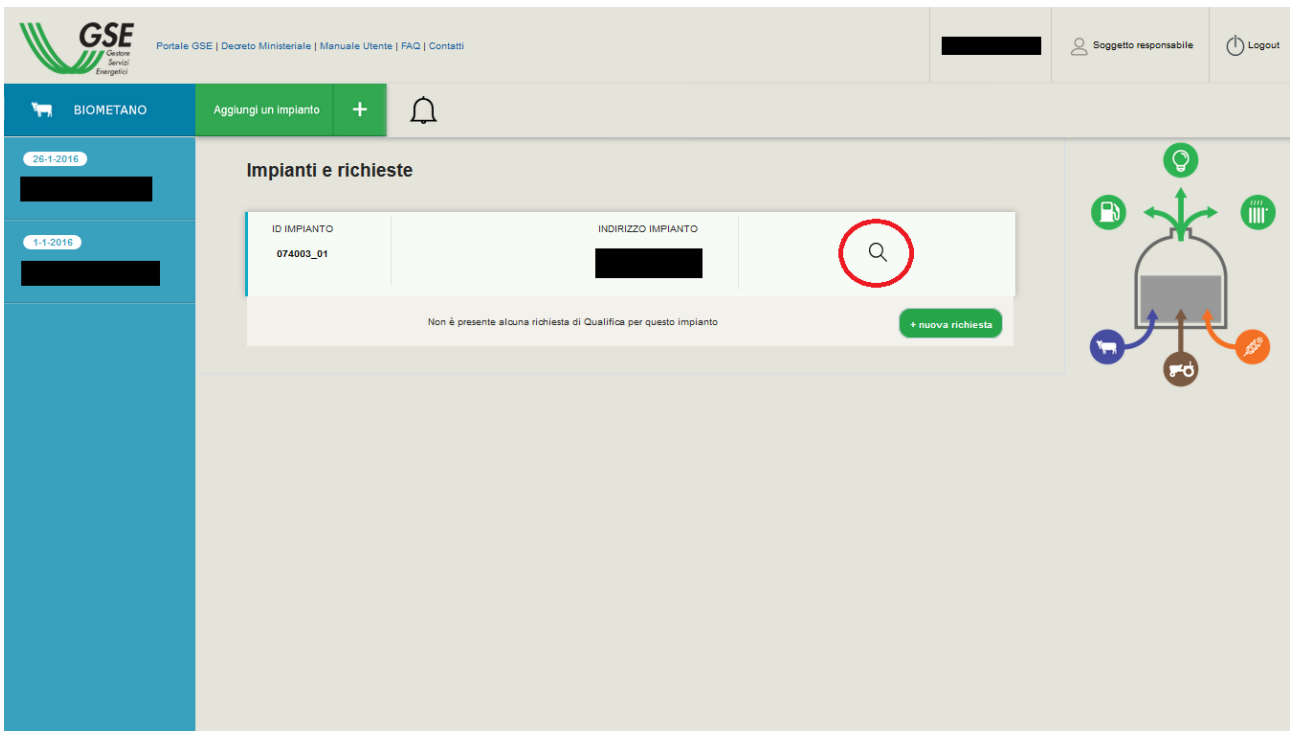 GSE
Gestore
Servizi
Energetici
Portale GSE | Decreto Ministeriale | Manuale Utente | FAQ | Contatti
Soggetto responsabile
Logout
BIOMETANO
Aggiungi un impianto +
26-1-2016
1-1-2016
Impianti e richieste
ID IMPIANTO
074003_01
INDIRIZZO IMPIANTO
Non è presente alcuna richiesta di Qualifica per questo impianto
+ nuova richiesta